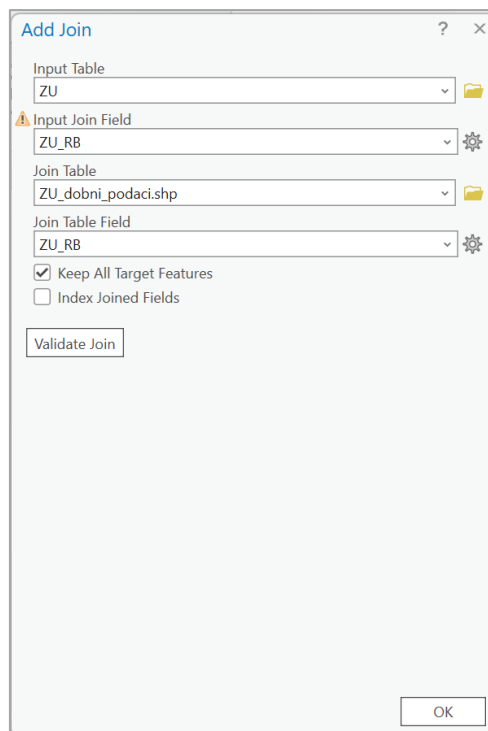 Add Join
Input Table
ZU
Input Join Field
ZU_RB
Join Table
ZU_dobni_podaci.shp
Join Table Field
ZU_RB
Keep All Target Features
Index Joined Fields
Validate Join
OK